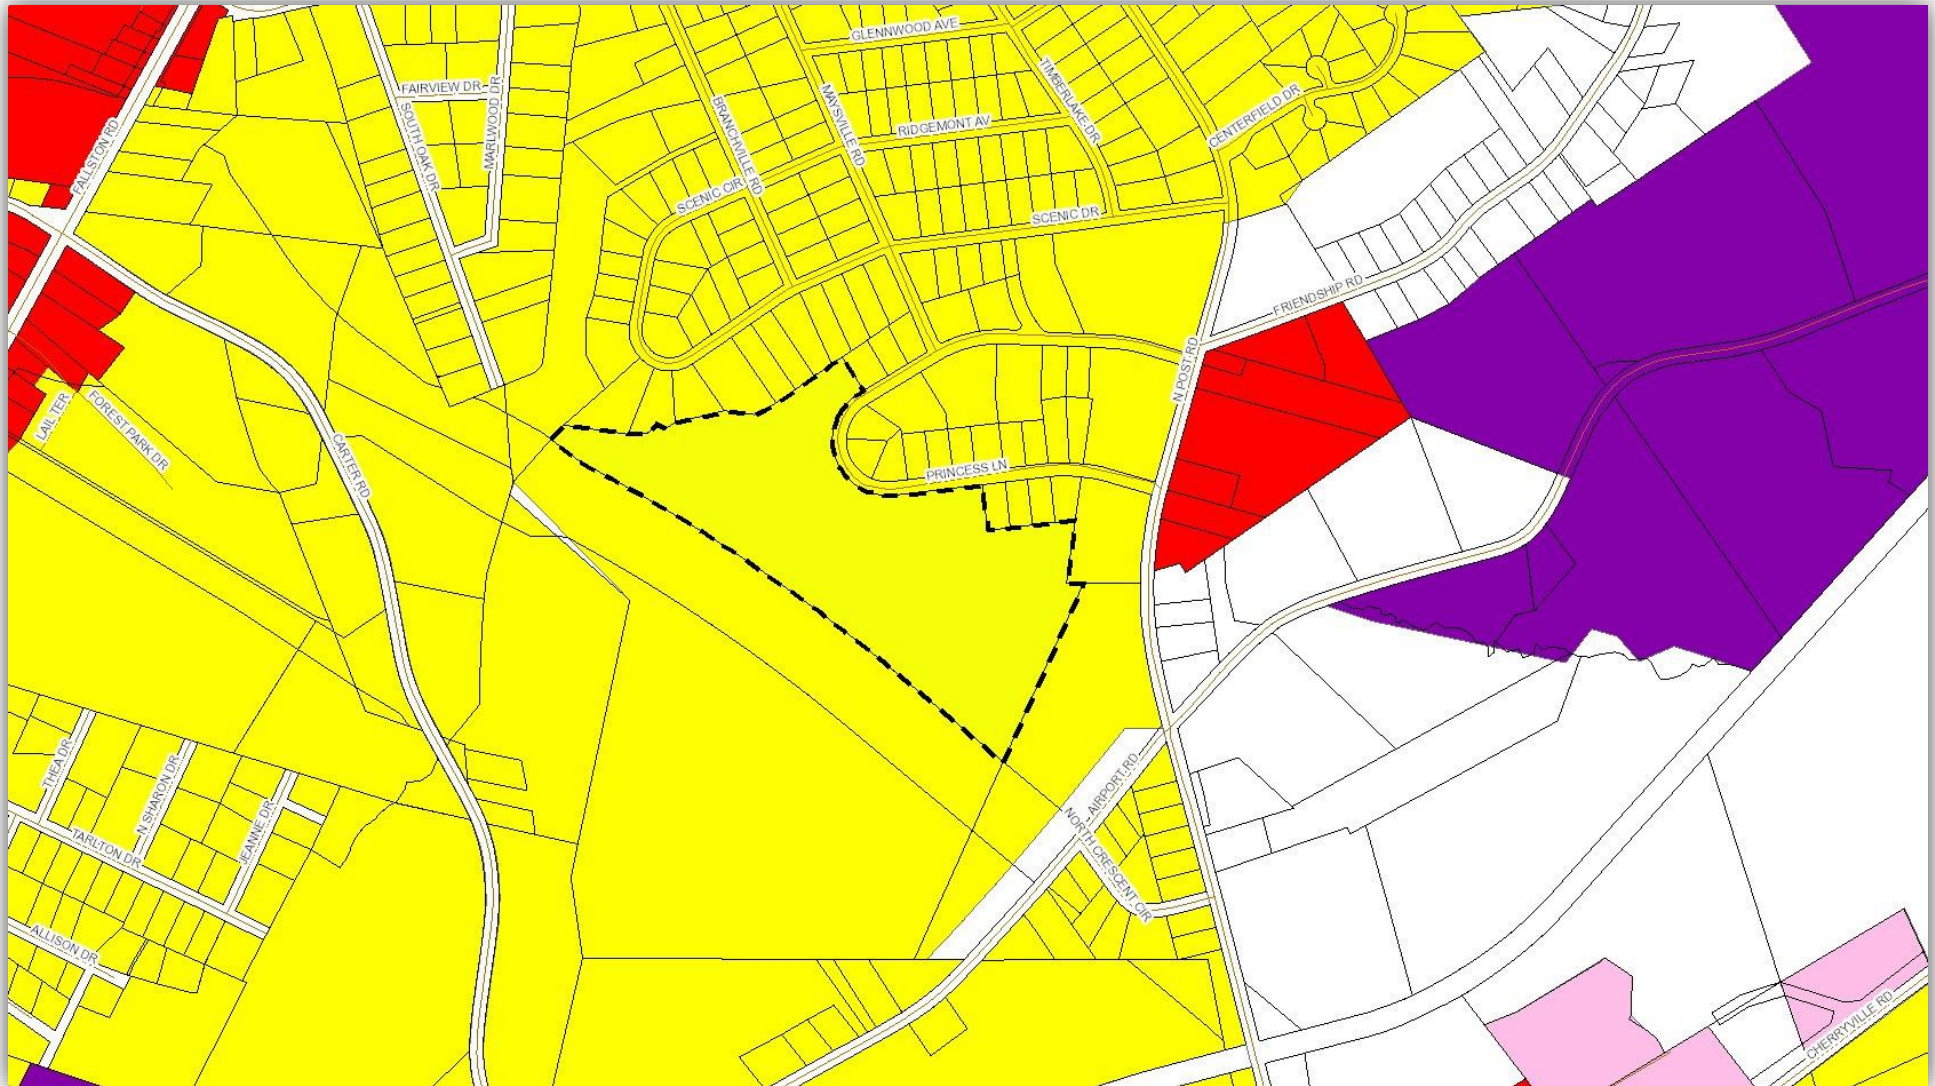 GLENNWOOD AVE
FAIRVIEW DR
SOUTH OAK DR
MARLWOOD DR
BRANCHVILLE RD
MAYSVILLE RD
TIMBERLAKE DR
CENTERFIELD DR
RIDGEMONT AV
FALLSTON RD
SCENIC CIR
SCENIC DR
FRIENDSHIP RD
N POST RD
LAIL TER
FOREST PARK DR
CARTER RD
PRINCESS LN
THEA DR
N SHARON DR
JEANNE DR
TARLTON DR
AIRPORT RD
NORTH CRESCENT CIR
ALLISON DR
CHERRYVILLE RD